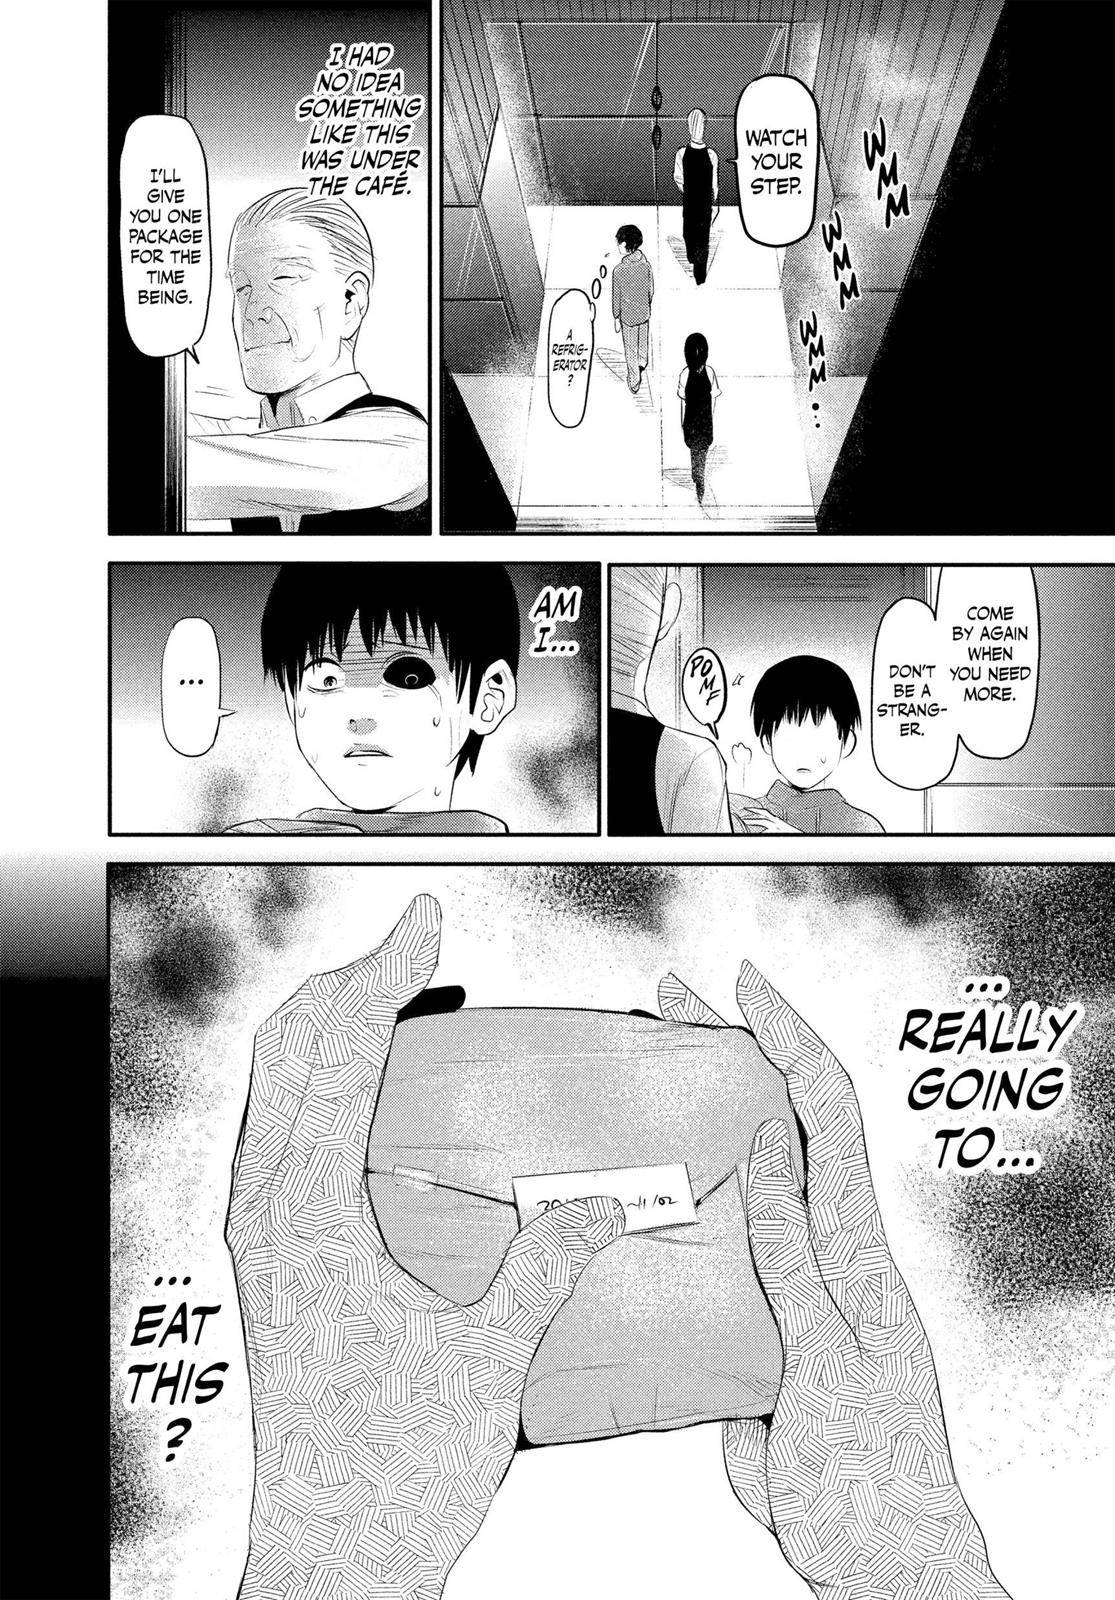 WATCH
YOUR
STEP.
WMM
WMM
WMM...
A
REFRIG-
ERATOR
?
I HAD
NO IDEA
SOMETHING
LIKE THIS
WAS UNDER
THE CAFÉ.
I'LL
GIVE
YOU ONE
PACKAGE
FOR THE
TIME
BEING.
COME
BY AGAIN
WHEN
YOU NEED
MORE.
DON'T
BE A
STRANG-
ER.
POMF
AM
I...
...
...
REALLY
GOING
TO...
~11/02
...
EAT
THIS
?